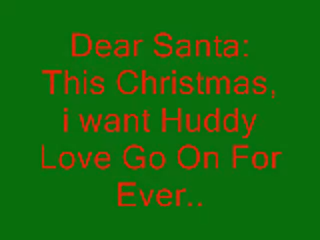 Dear Santa:
This Christmas,
i want Huddy
Love Go On For
Ever..